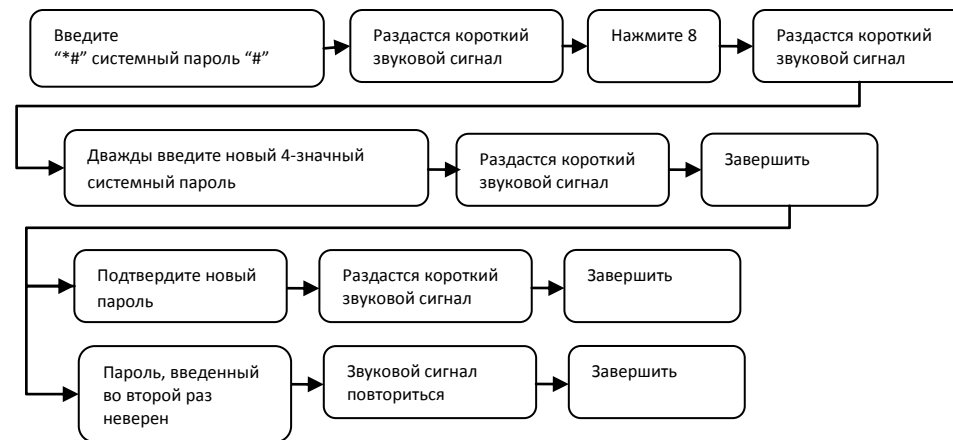 Введите
“*#” системный пароль “#”
Раздастся короткий
звуковой сигнал
Нажмите 8
Раздастся короткий
звуковой сигнал
Дважды введите новый 4-значный
системный пароль
Раздастся короткий
звуковой сигнал
Завершить
Подтвердите новый
пароль
Раздастся короткий
звуковой сигнал
Завершить
Пароль, введенный
во второй раз
неверен
Звуковой сигнал
повториться
Завершить